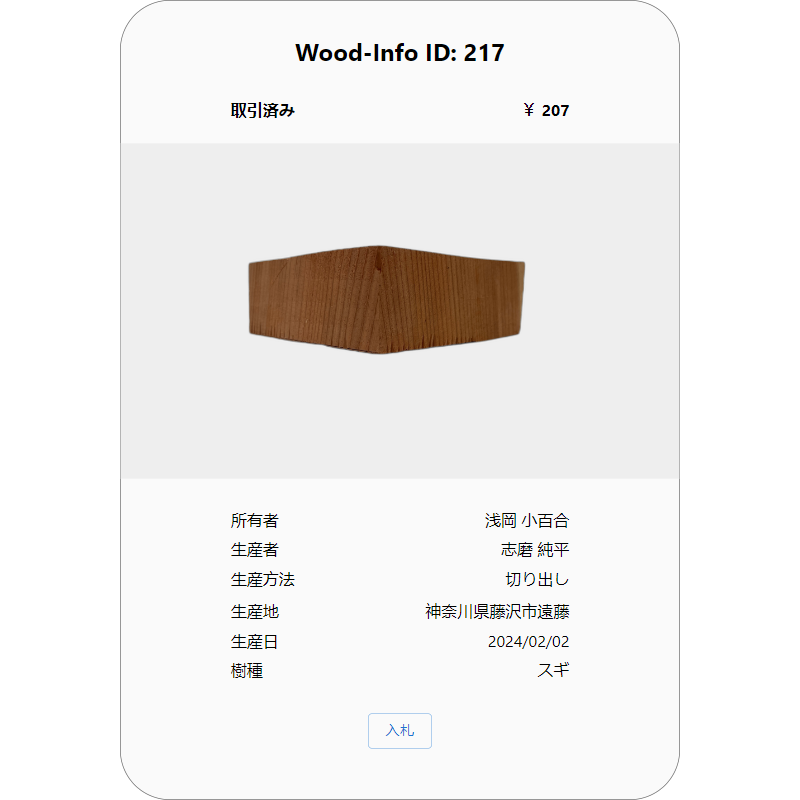 Wood-Info ID: 217
取引済み ￥ 207
所有者 浅岡 小百合
生産者 志磨 純平
生産方法 切り出し
生産地 神奈川県藤沢市遠藤
生産日 2024/02/02
樹種 スギ
入札